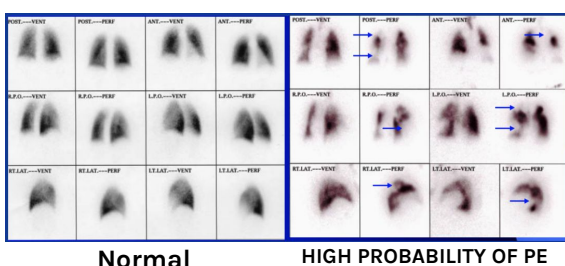 POST.----VENT POST.----PERF ANT.----VENT ANT.----PERF
R.P.O.----VENT R.P.O.----PERF L.P.O.----VENT L.P.O.----PERF
RT.LAT.----VENT RT.LAT.----PERF LT.LAT.----VENT LT.LAT.----PERF
Normal
POST.----VENT POST.----PERF ANT.----VENT ANT.----PERF
R.P.O.----VENT R.P.O.----PERF L.P.O.----VENT L.P.O.----PERF
RT.LAT.----VENT RT.LAT.----PERF LT.LAT.----VENT LT.LAT.----PERF
HIGH PROBABILITY OF PE